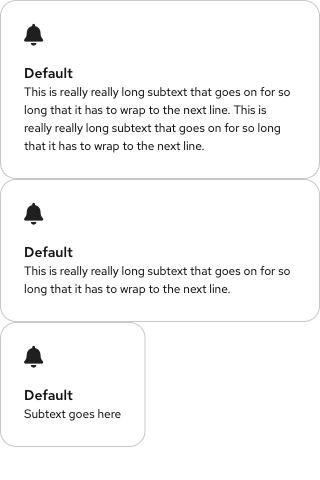 Default
This is really really long subtext that goes on for so
long that it has to wrap to the next line. This is
really really long subtext that goes on for so long
that it has to wrap to the next line.
Default
This is really really long subtext that goes on for so
long that it has to wrap to the next line.
Default
Subtext goes here